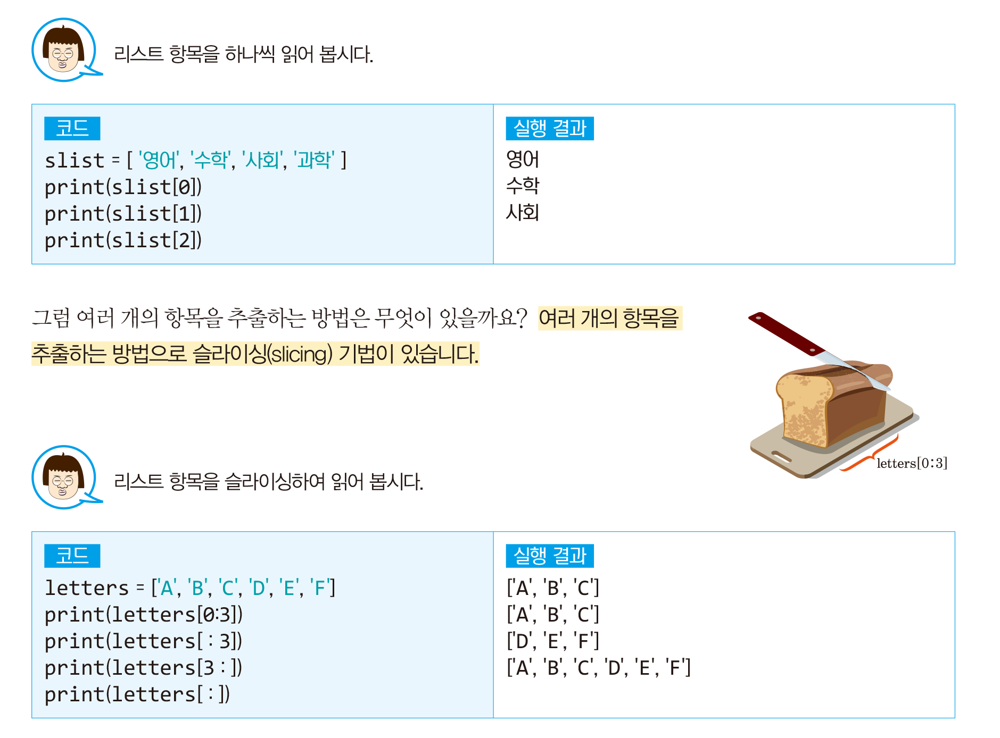 리스트 항목을 하나씩 읽어 봅시다.
코드
slist = [ '영어', '수학', '사회', '과학' ]
print(slist[0])
print(slist[1])
print(slist[2])
실행 결과
영어
수학
사회
그럼 여러 개의 항목을 추출하는 방법은 무엇이 있을까요? 여러 개의 항목을
추출하는 방법으로 슬라이싱(slicing) 기법이 있습니다.
letters[0:3]
리스트 항목을 슬라이싱하여 읽어 봅시다.
코드
letters = ['A', 'B', 'C', 'D', 'E', 'F']
print(letters[0:3])
print(letters[ : 3])
print(letters[3 : ])
print(letters[ : ])
실행 결과
['A', 'B', 'C']
['A', 'B', 'C']
['D', 'E', 'F']
['A', 'B', 'C', 'D', 'E', 'F']